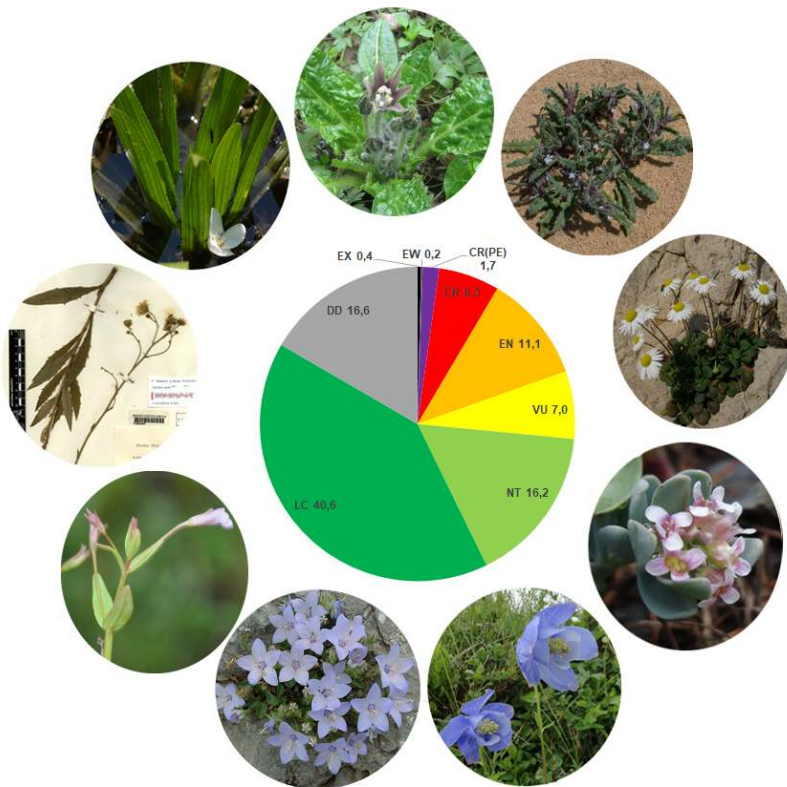 EX 0,4
EW 0,2
CR(PE)
1,7
CR 6,3
DD 16,6
EN 11,1
VU 7,0
NT 16,2
LC 40,6